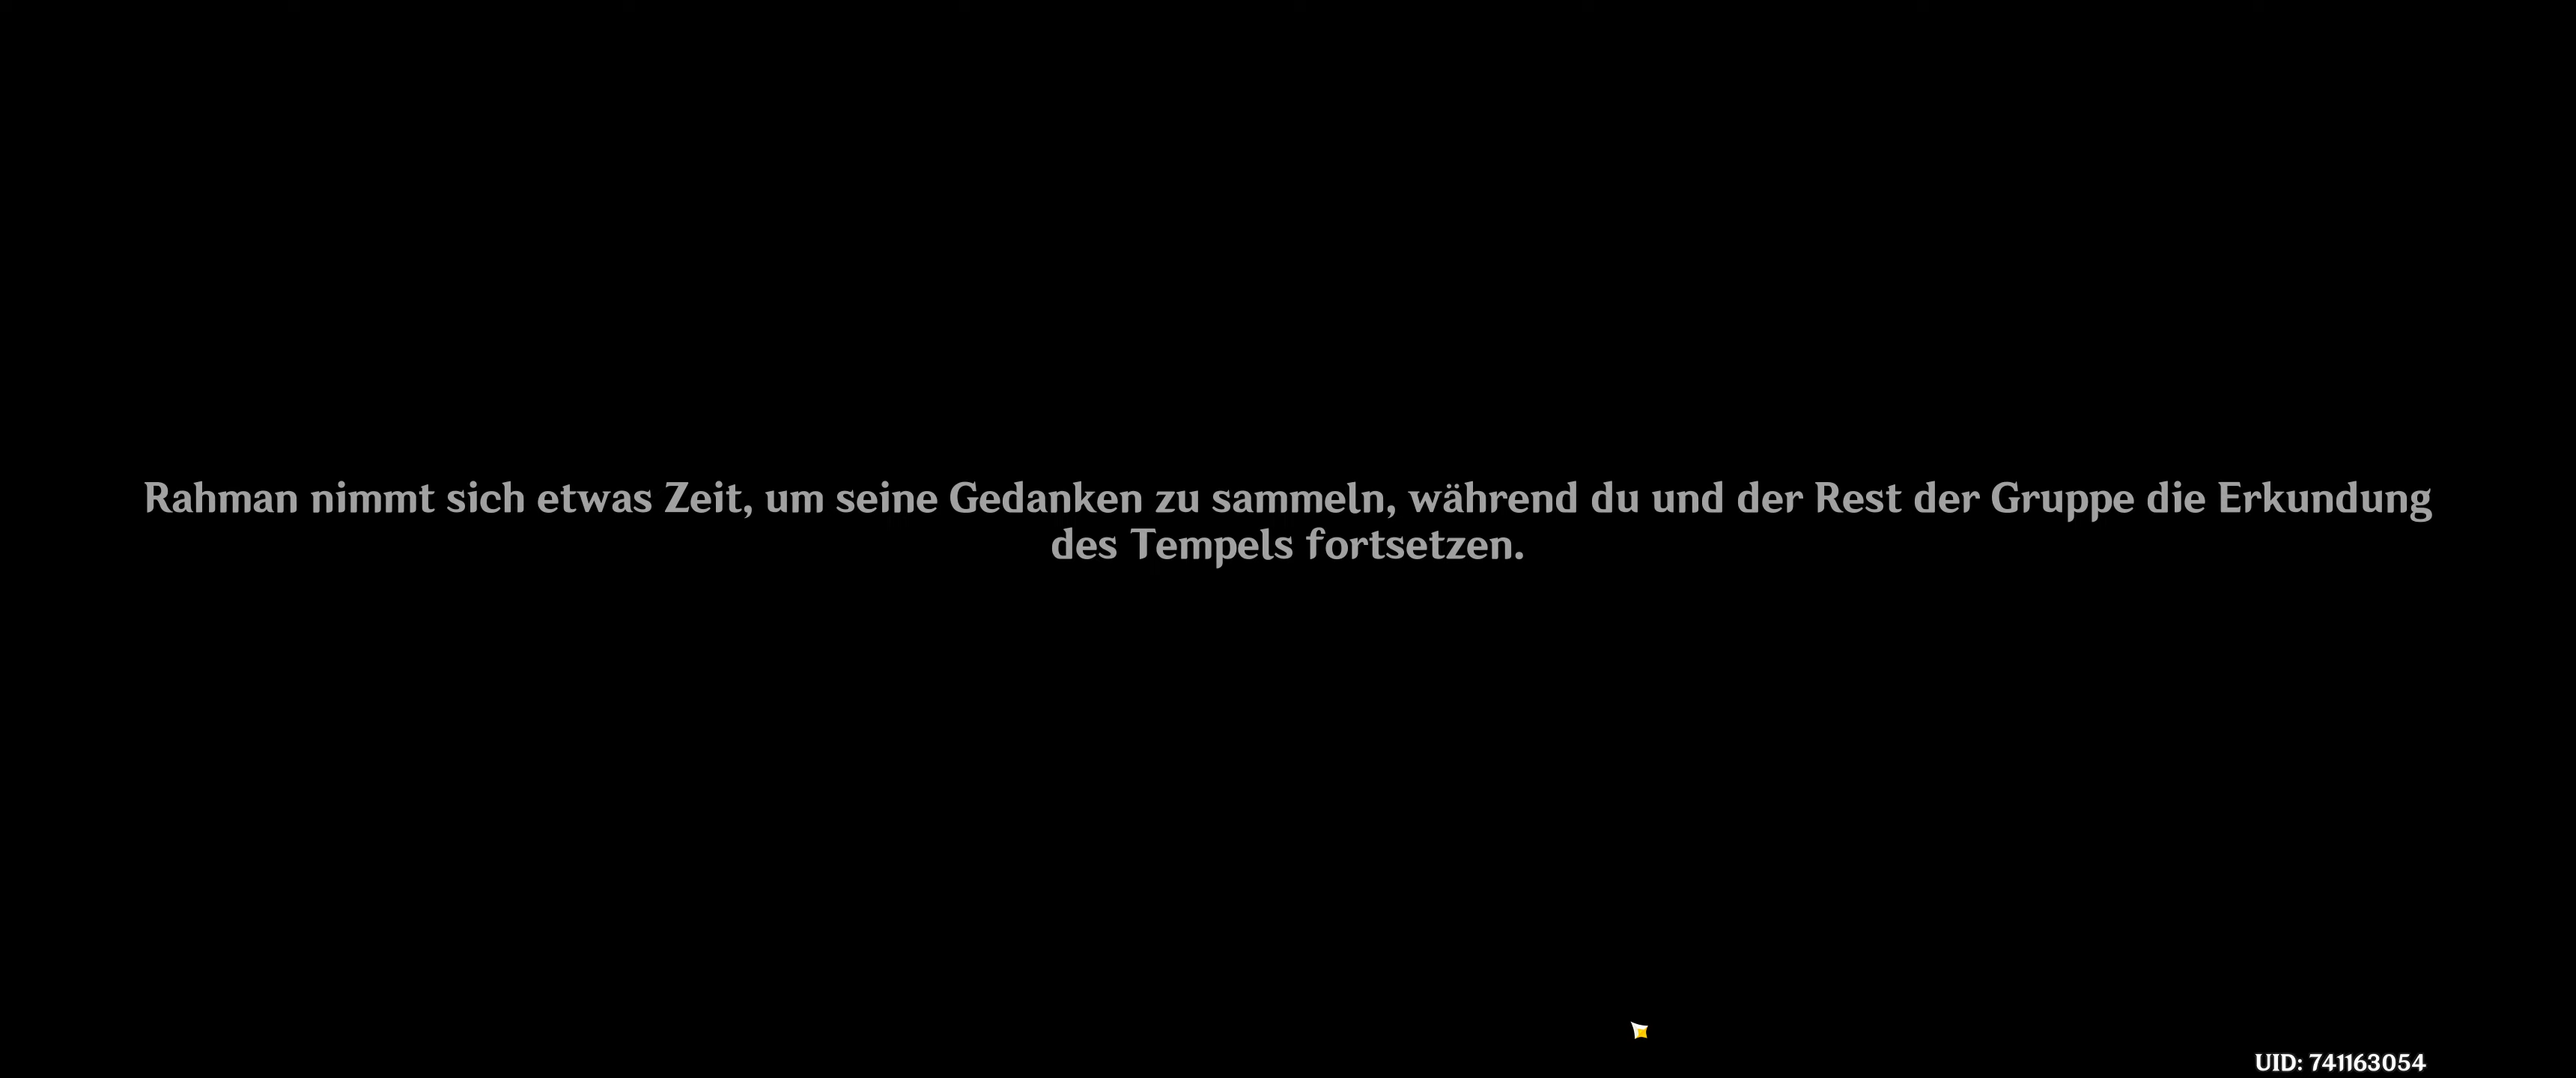 Rahman nimmt sich etwas Zeit, um seine Gedanken zu sammeln, während du und der Rest der Gruppe die Erkundung
des Tempels fortsetzen.
UID: 741163054